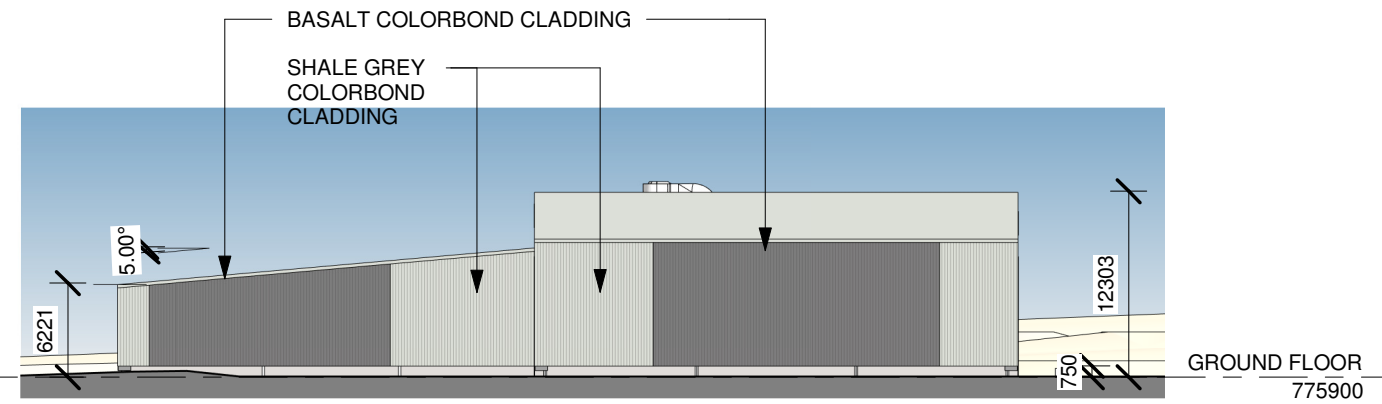 BASALT COLORBOND CLADDING
SHALE GREY
COLORBOND
CLADDING
5.00°
6221
12303
750
GROUND FLOOR
775900